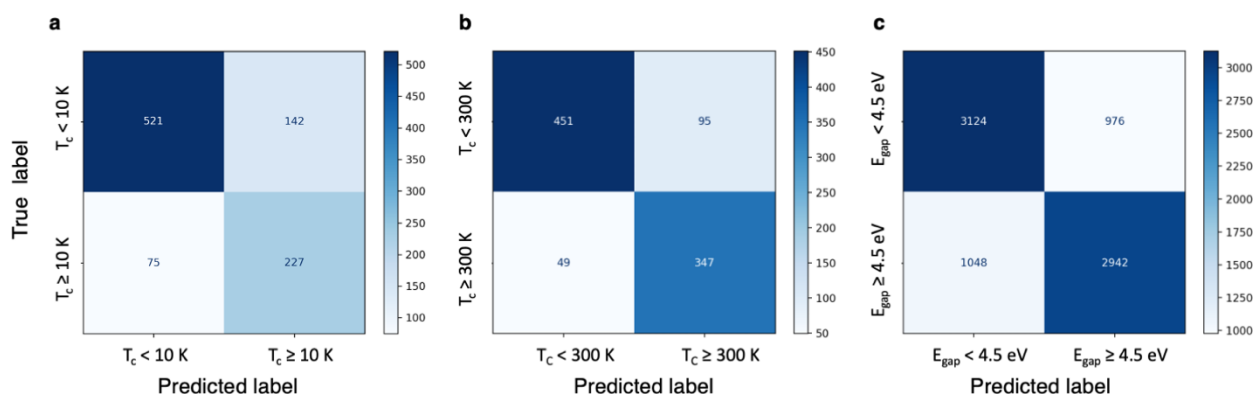 a
True label
T_c < 10 K
T_c ≥ 10 K
521
142
75
227
T_c < 10 K
T_c ≥ 10 K
Predicted label
500
450
400
350
300
250
200
150
100
b
T_c < 300 K
T_c ≥ 300 K
451
95
49
347
T_C < 300 K
T_C ≥ 300 K
Predicted label
450
400
350
300
250
200
150
100
50
c
E_gap < 4.5 eV
E_gap ≥ 4.5 eV
3124
976
1048
2942
E_gap < 4.5 eV
E_gap ≥ 4.5 eV
Predicted label
3000
2750
2500
2250
2000
1750
1500
1250
1000